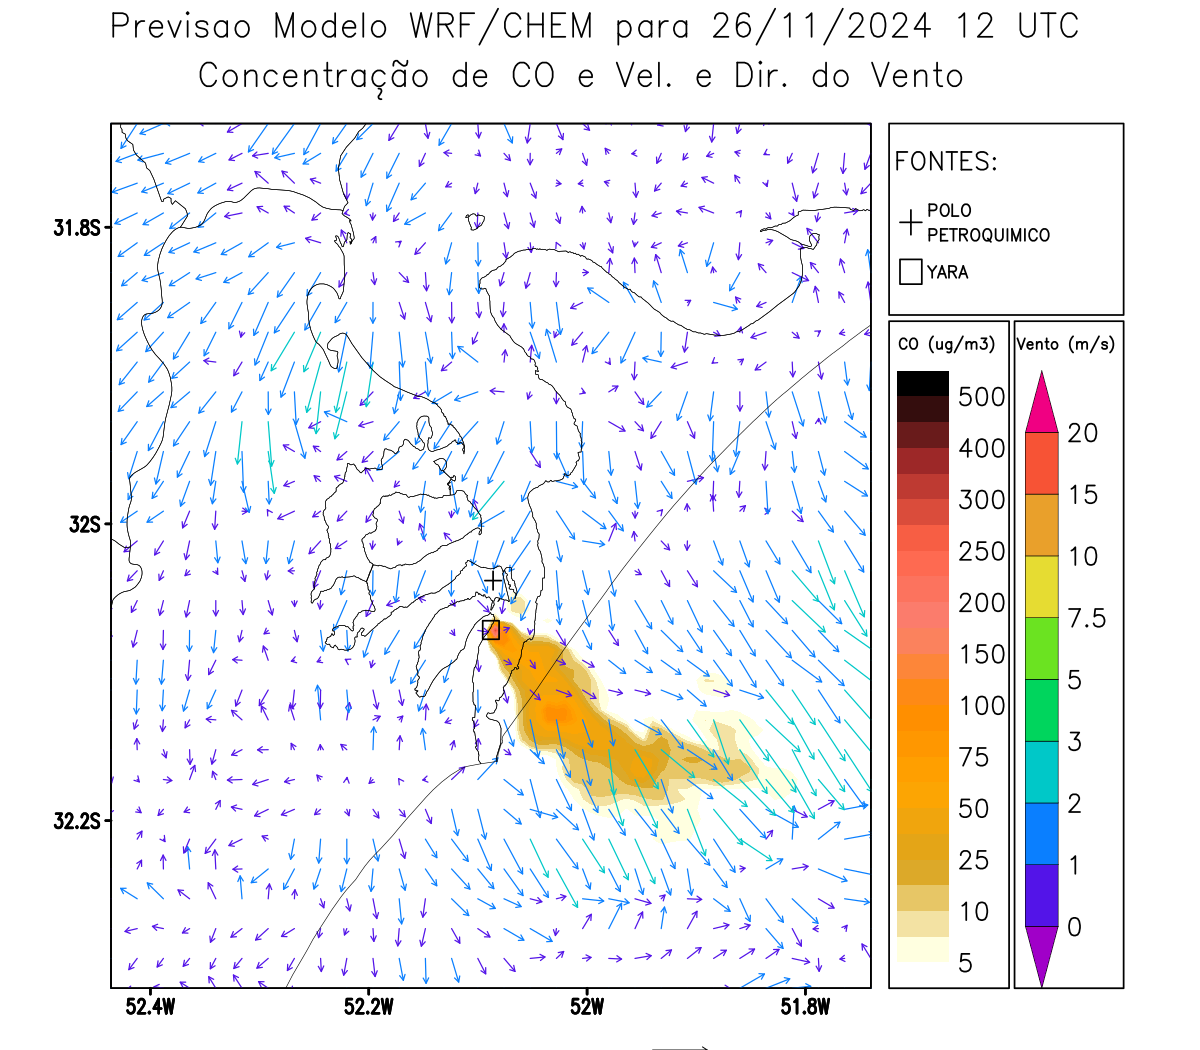 Previsao Modelo WRF/CHEM para 26/11/2024 12 UTC
Concentração de CO e Vel. e Dir. do Vento
FONTES:
POLO
PETROQUIMICO
YARA
CO (ug/m3)
500
400
300
250
200
150
100
75
50
25
10
5
Vento (m/s)
20
15
10
7.5
5
3
2
1
0
31.8S
32S
32.2S
52.4W
52.2W
52W
51.8W